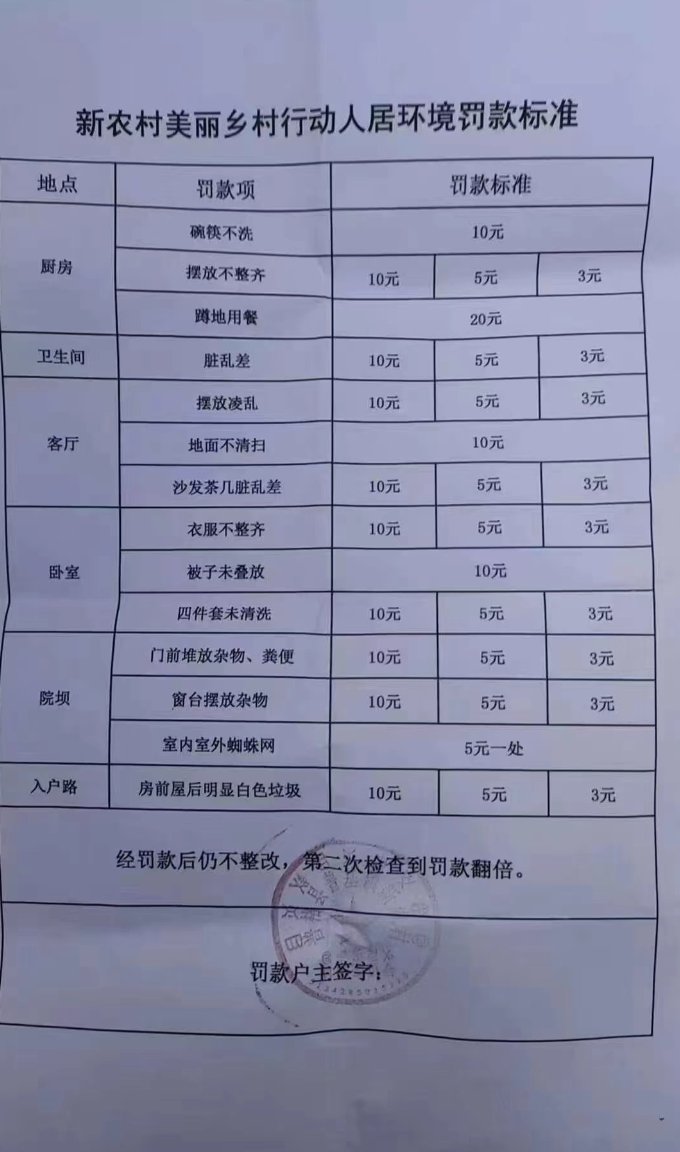 新农村美丽乡村行动人居环境罚款标准
地点 罚款项 罚款标准
厨房
碗筷不洗 10元
摆放不整齐 10元 5元 3元
蹲地用餐 20元
卫生间 脏乱差 10元 5元 3元
客厅
摆放凌乱 10元 5元 3元
地面不清扫 10元
沙发茶几脏乱差 10元 5元 3元
卧室
衣服不整齐 10元 5元 3元
被子未叠放 10元
四件套未清洗 10元 5元 3元
院坝
门前堆放杂物、粪便 10元 5元 3元
窗台摆放杂物 10元 5元 3元
室内室外蜘蛛网 5元一处
入户路 房前屋后明显白色垃圾 10元 5元 3元
经罚款后仍不整改，第二次检查到罚款翻倍。
罚款户主签字：